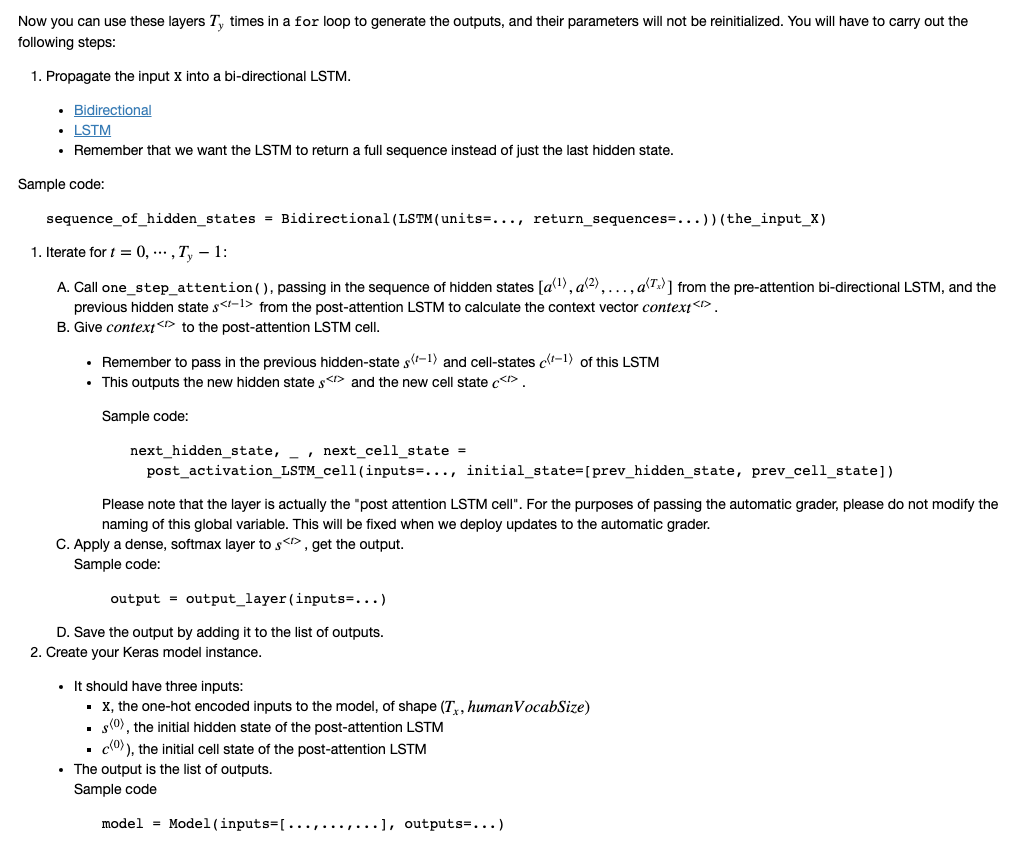 Now you can use these layers T_y times in a for loop to generate the outputs, and their parameters will not be reinitialized. You will have to carry out the
following steps:
1. Propagate the input X into a bi-directional LSTM.
• Bidirectional
• LSTM
• Remember that we want the LSTM to return a full sequence instead of just the last hidden state.
Sample code:
sequence_of_hidden_states = Bidirectional(LSTM(units=..., return_sequences=...))(the_input_X)
1. Iterate for t = 0, ⋯ , T_y − 1:
A. Call one_step_attention(), passing in the sequence of hidden states [a^⟨1⟩, a^⟨2⟩, . . . , a^⟨T_x⟩] from the pre-attention bi-directional LSTM, and the
previous hidden state s^<t−1> from the post-attention LSTM to calculate the context vector context^<t> .
B. Give context^<t> to the post-attention LSTM cell.
• Remember to pass in the previous hidden-state s^⟨t−1⟩ and cell-states c^⟨t−1⟩ of this LSTM
• This outputs the new hidden state s^<t> and the new cell state c^<t> .
Sample code:
next_hidden_state, _ , next_cell_state =
post_activation_LSTM_cell(inputs=..., initial_state=[prev_hidden_state, prev_cell_state])
Please note that the layer is actually the "post attention LSTM cell". For the purposes of passing the automatic grader, please do not modify the
naming of this global variable. This will be fixed when we deploy updates to the automatic grader.
C. Apply a dense, softmax layer to s^<t> , get the output.
Sample code:
output = output_layer(inputs=...)
D. Save the output by adding it to the list of outputs.
2. Create your Keras model instance.
• It should have three inputs:
▪ X, the one-hot encoded inputs to the model, of shape (T_x, humanVocabSize)
▪ s^⟨0⟩, the initial hidden state of the post-attention LSTM
▪ c^⟨0⟩), the initial cell state of the post-attention LSTM
• The output is the list of outputs.
Sample code
model = Model(inputs=[...,...,...], outputs=...)